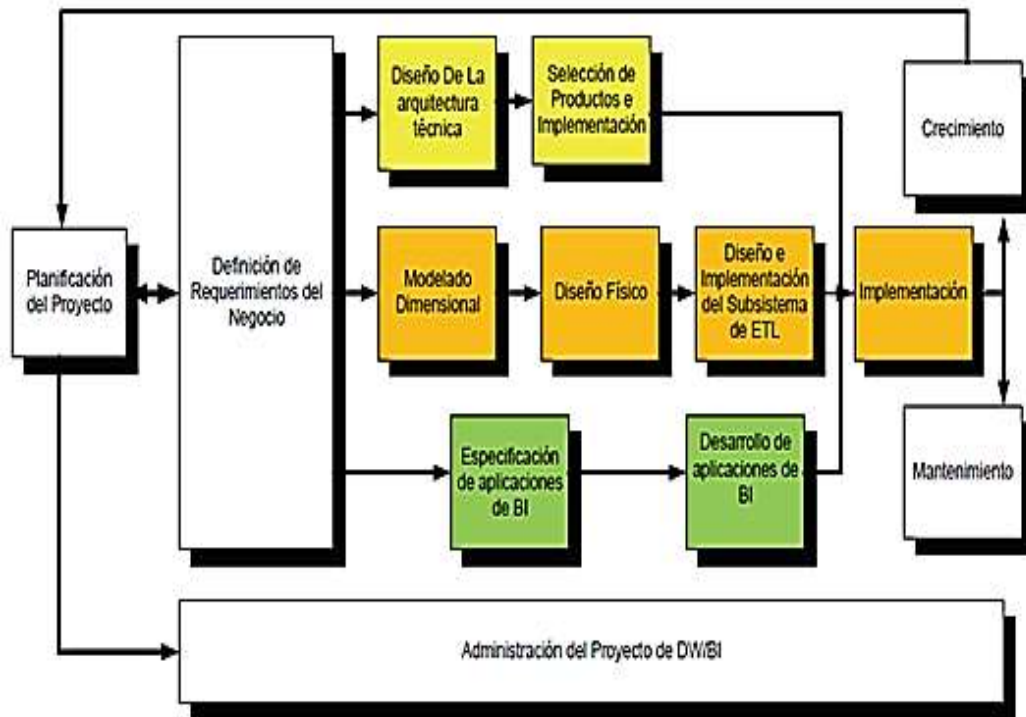 Diseño De La
arquitectura
técnica
Selección de
Productos e
Implementación
Crecimiento
Planificación
del Proyecto
Definición de
Requerimientos del
Negocio
Modelado
Dimensional
Diseño Físico
Diseño e
Implementación
del Subsistema
de ETL
Implementación
Especificación
de aplicaciones
de BI
Desarrollo de
aplicaciones de
BI
Mantenimiento
Administración del Proyecto de DW/BI